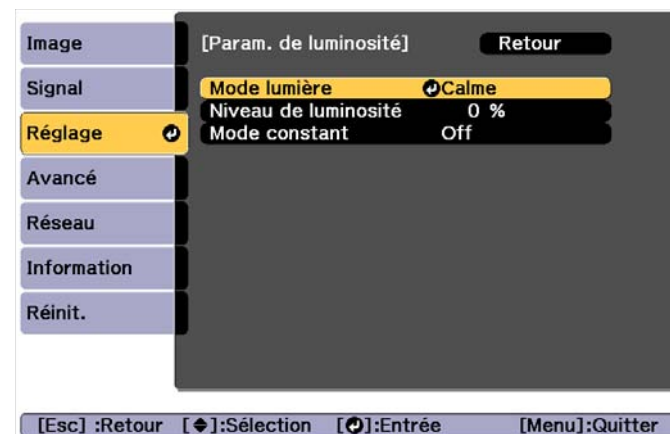 Image
Signal
Réglage
Avancé
Réseau
Information
Réinit.
[Param. de luminosité] Retour
Mode lumière Calme
Niveau de luminosité 0 %
Mode constant Off
[Esc] :Retour [ ]:Sélection [ ]:Entrée [Menu]:Quitter